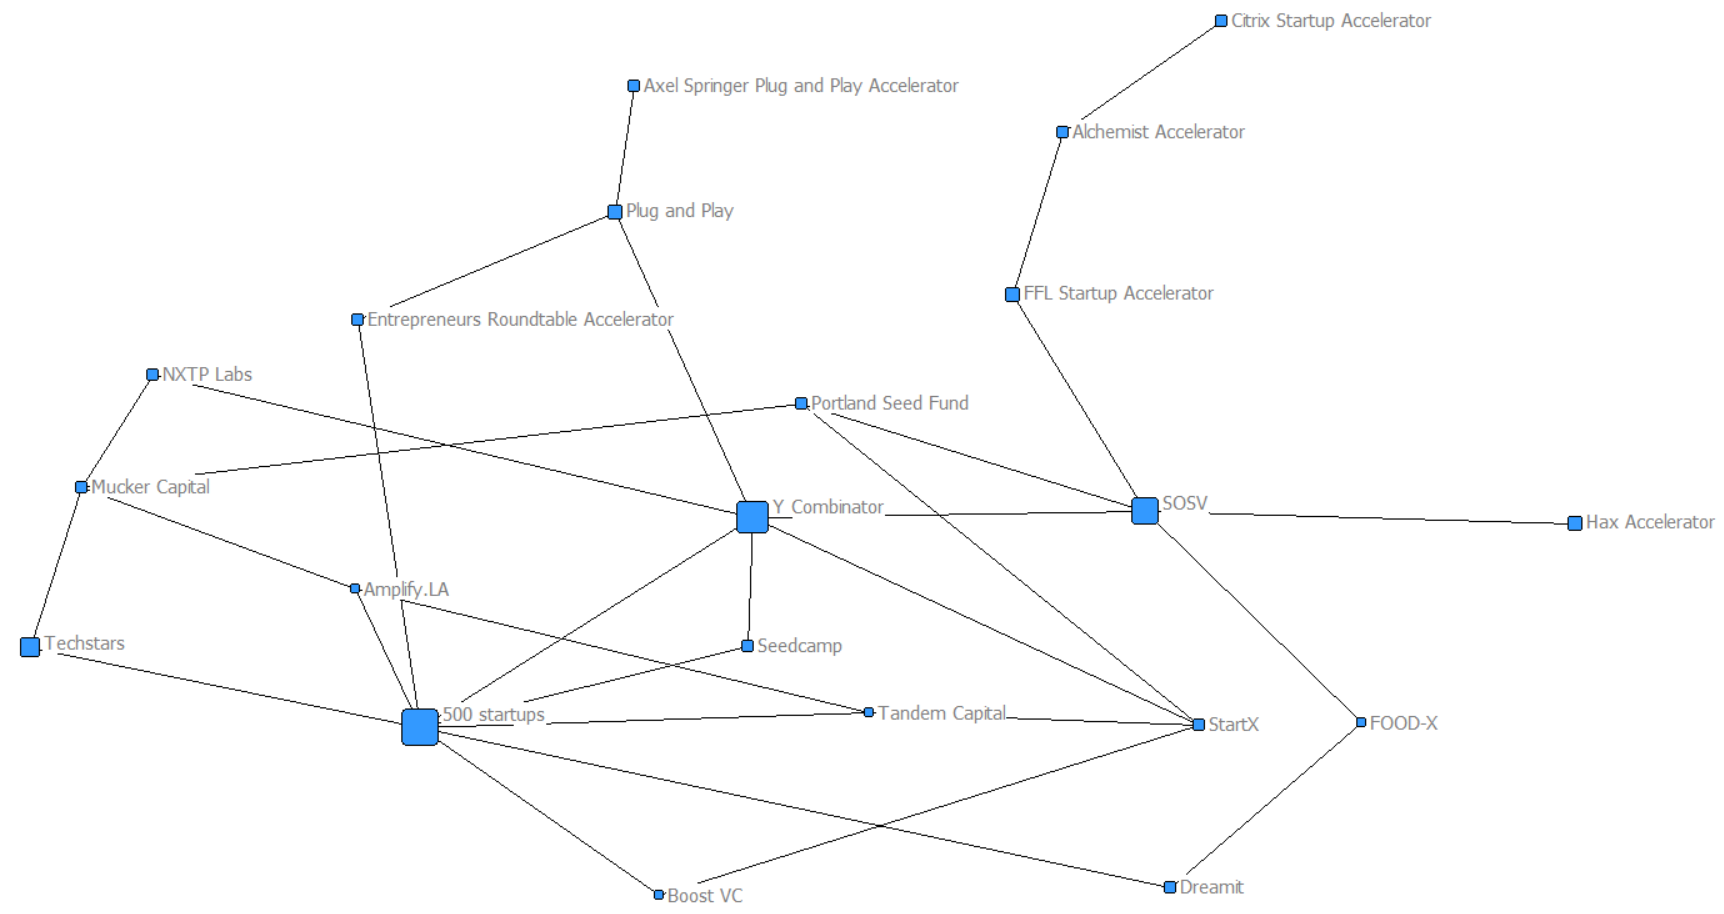 Citrix Startup Accelerator
Axel Springer Plug and Play Accelerator
Alchemist Accelerator
Plug and Play
FFL Startup Accelerator
Entrepreneurs Roundtable Accelerator
NXTP Labs
Portland Seed Fund
Mucker Capital
Y Combinator
SOSV
Hax Accelerator
Amplify.LA
Techstars
Seedcamp
500 startups
Tandem Capital
StartX
FOOD-X
Dreamit
Boost VC